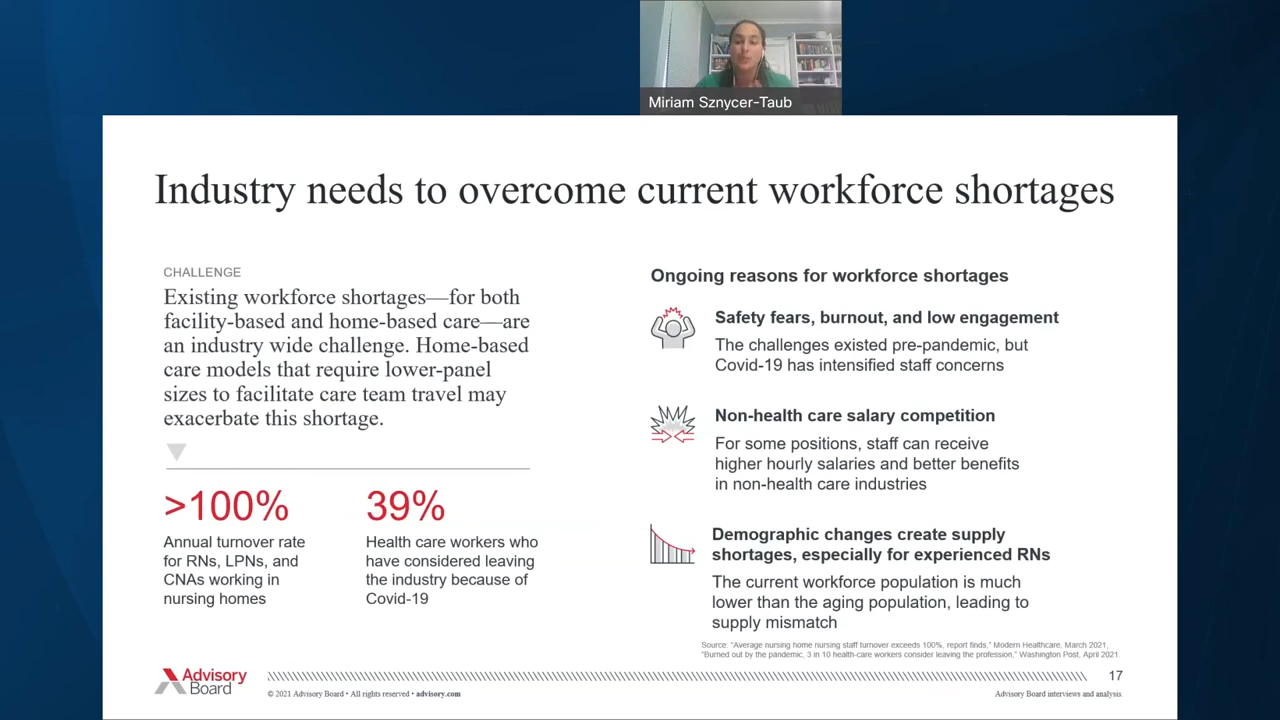 Miriam Sznycer-Taub
Industry needs to overcome current workforce shortages
CHALLENGE
Existing workforce shortages—for both
facility-based and home-based care—are
an industry wide challenge. Home-based
care models that require lower-panel
sizes to facilitate care team travel may
exacerbate this shortage.
>100%
Annual turnover rate
for RNs, LPNs, and
CNAs working in
nursing homes
39%
Health care workers who
have considered leaving
the industry because of
Covid-19
Ongoing reasons for workforce shortages
Safety fears, burnout, and low engagement
The challenges existed pre-pandemic, but
Covid-19 has intensified staff concerns
Non-health care salary competition
For some positions, staff can receive
higher hourly salaries and better benefits
in non-health care industries
Demographic changes create supply
shortages, especially for experienced RNs
The current workforce population is much
lower than the aging population, leading to
supply mismatch
Source: "Average nursing home nursing staff turnover exceeds 100%, report finds," Modern Healthcare, March 2021,
"Burned out by the pandemic, 3 in 10 health-care workers consider leaving the profession," Washington Post, April 2021.
Advisory
Board
© 2021 Advisory Board • All rights reserved • advisory.com
17
Advisory Board interviews and analysis.